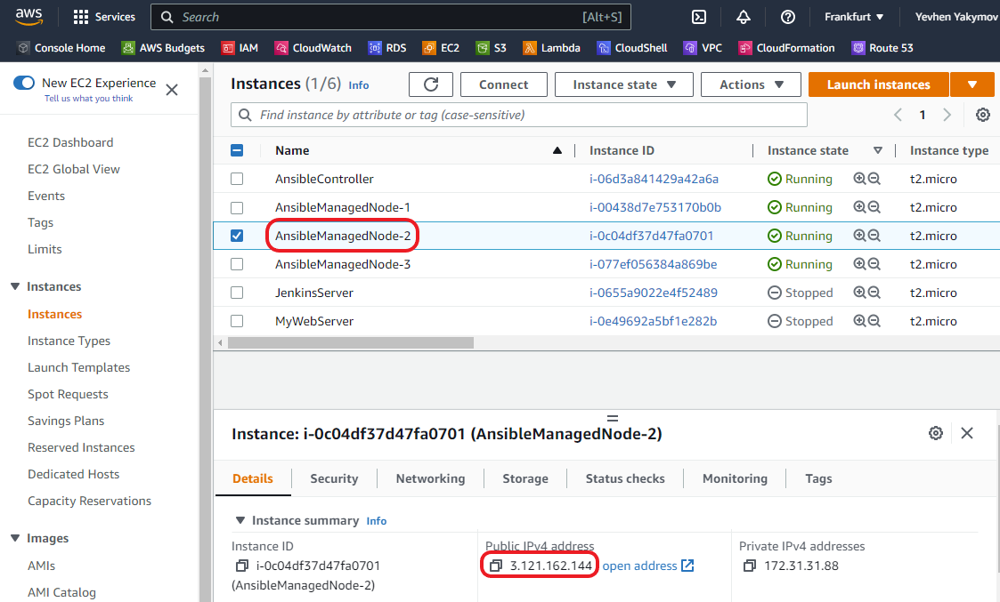 aws Services Search [Alt+S] Frankfurt Yevhen Yakymov
Console Home AWS Budgets IAM CloudWatch RDS EC2 S3 Lambda CloudShell VPC CloudFormation Route 53
New EC2 Experience
Tell us what you think
EC2 Dashboard
EC2 Global View
Events
Tags
Limits
Instances
Instances
Instance Types
Launch Templates
Spot Requests
Savings Plans
Reserved Instances
Dedicated Hosts
Capacity Reservations
Images
AMIs
AMI Catalog
Instances (1/6) Info Connect Instance state Actions Launch instances
Find instance by attribute or tag (case-sensitive) 1
Name Instance ID Instance state Instance type
AnsibleController i-06d3a841429a42a6a Running t2.micro
AnsibleManagedNode-1 i-00438d7e753170b0b Running t2.micro
AnsibleManagedNode-2 i-0c04df37d47fa0701 Running t2.micro
AnsibleManagedNode-3 i-077ef056384a869be Running t2.micro
JenkinsServer i-0655a9022e4f52489 Stopped t2.micro
MyWebServer i-0e49692a5bf1e282b Stopped t2.micro
Instance: i-0c04df37d47fa0701 (AnsibleManagedNode-2)
Details Security Networking Storage Status checks Monitoring Tags
Instance summary Info
Instance ID Public IPv4 address Private IPv4 addresses
i-0c04df37d47fa0701 3.121.162.144 open address 172.31.31.88
(AnsibleManagedNode-2)